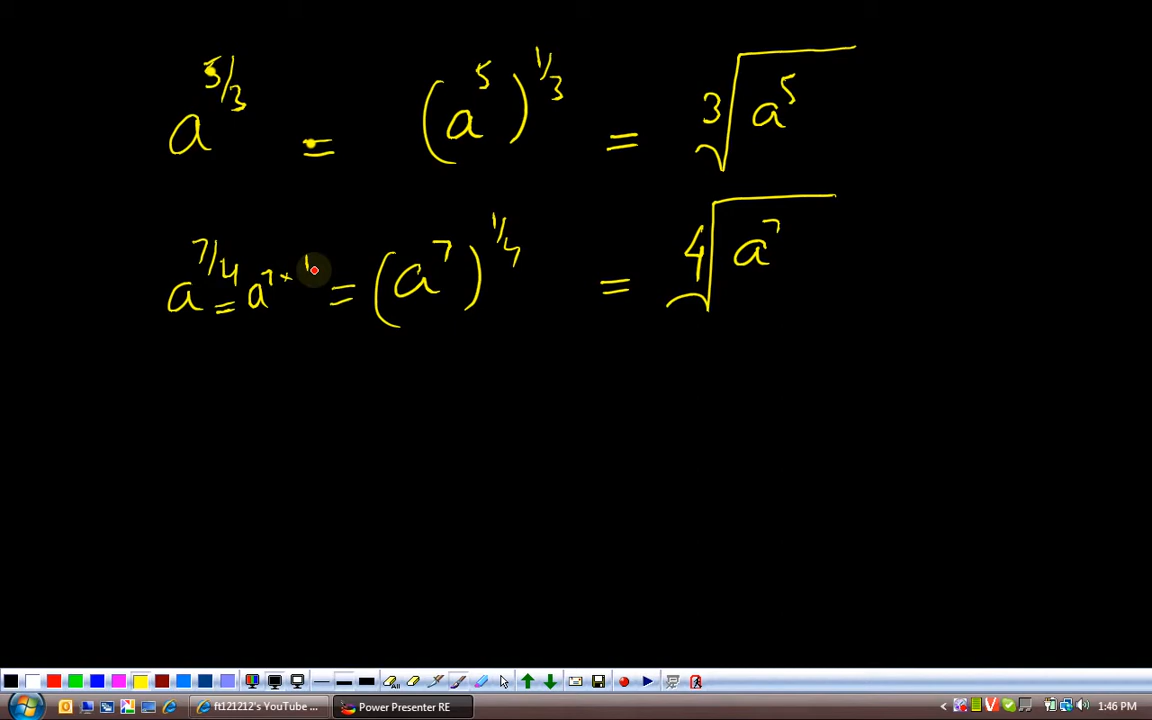 a^5/3 = (a^5)^1/3 = ∛a^5
a^7/4 = a^7×1 = (a^7)^1/4 = ∜a^7
ft121212's YouTube ... Power Presenter RE 1:46 PM